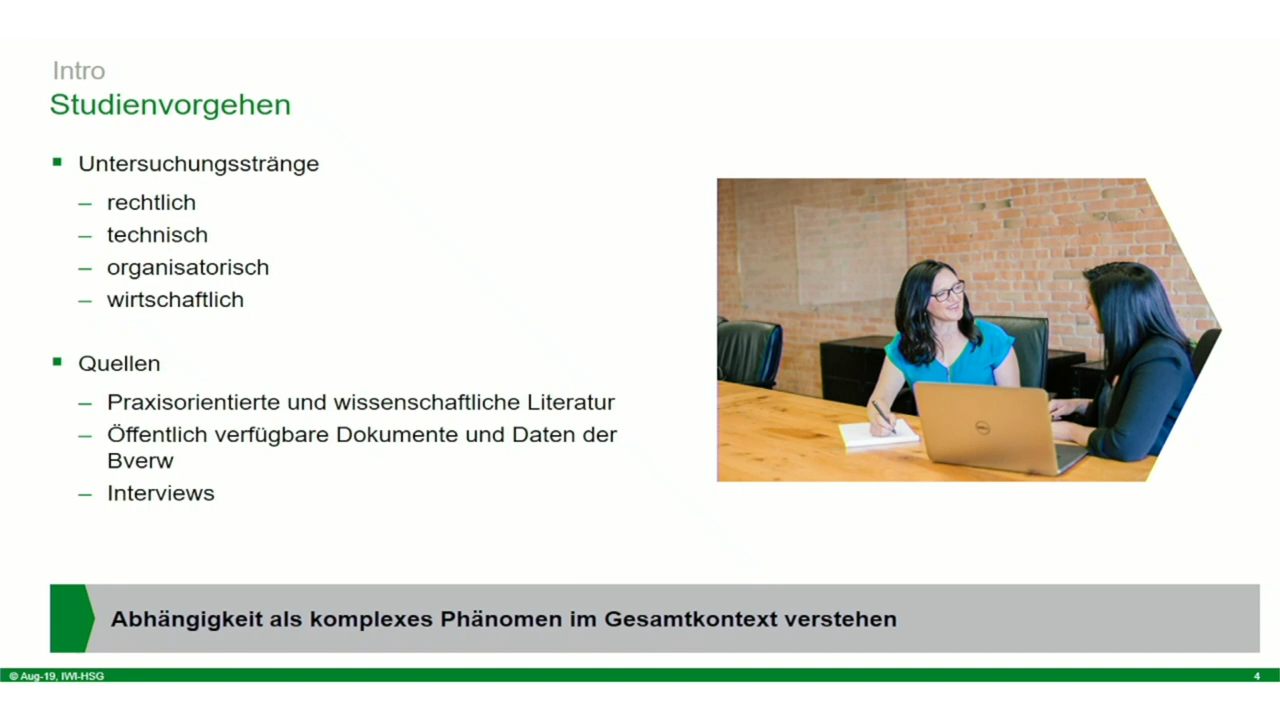 Intro
Studienvorgehen
Untersuchungsstränge
– rechtlich
– technisch
– organisatorisch
– wirtschaftlich
Quellen
– Praxisorientierte und wissenschaftliche Literatur
– Öffentlich verfügbare Dokumente und Daten der
Bverw
– Interviews
DELL
Abhängigkeit als komplexes Phänomen im Gesamtkontext verstehen
© Aug-19, IWI-HSG
4